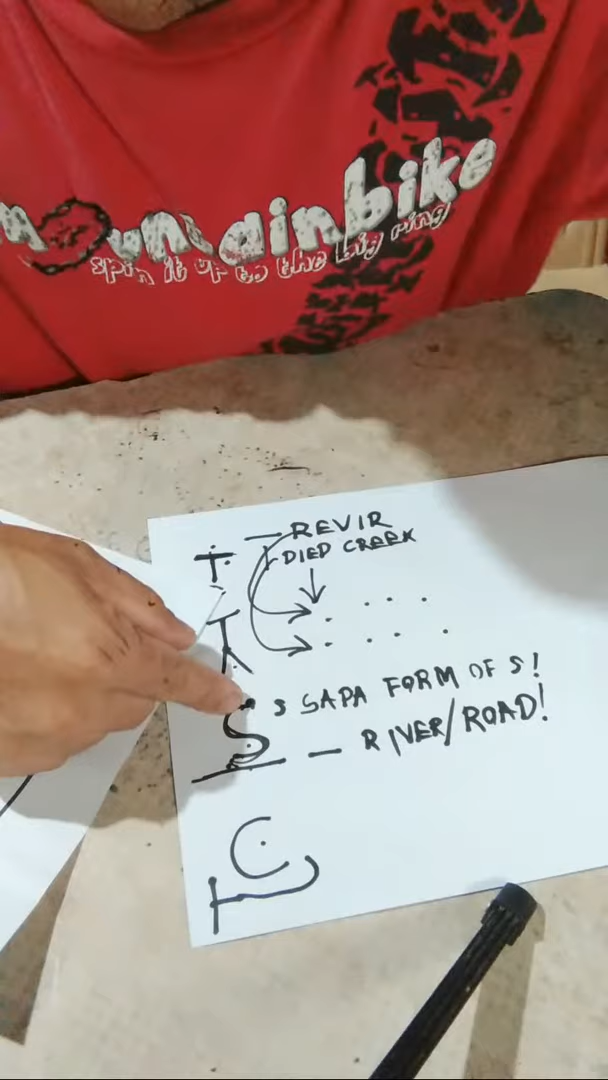 mountainbike
spin it up to the big ring
T — REVIR
DIED CREEK
S SAPA FORM OF S!
S — RIVER/ROAD!